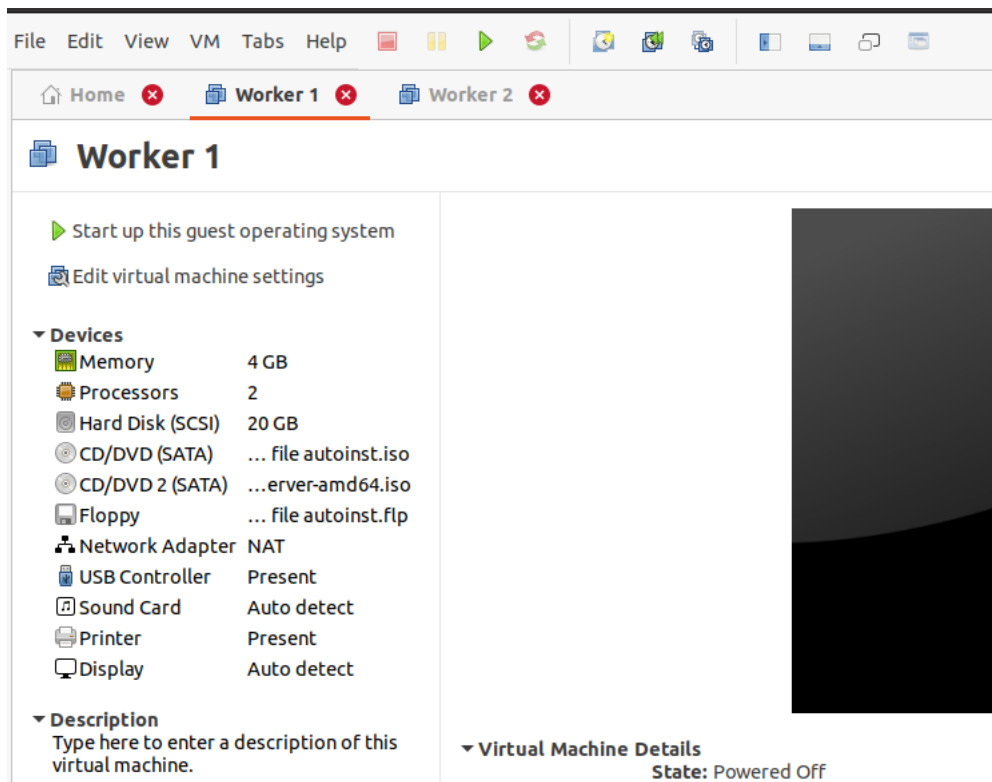 File Edit View VM Tabs Help
Home Worker 1 Worker 2
Worker 1
Start up this guest operating system
Edit virtual machine settings
Devices
Memory 4 GB
Processors 2
Hard Disk (SCSI) 20 GB
CD/DVD (SATA) ... file autoinst.iso
CD/DVD 2 (SATA) ...erver-amd64.iso
Floppy ... file autoinst.flp
Network Adapter NAT
USB Controller Present
Sound Card Auto detect
Printer Present
Display Auto detect
Description
Type here to enter a description of this
virtual machine.
Virtual Machine Details
State: Powered Off